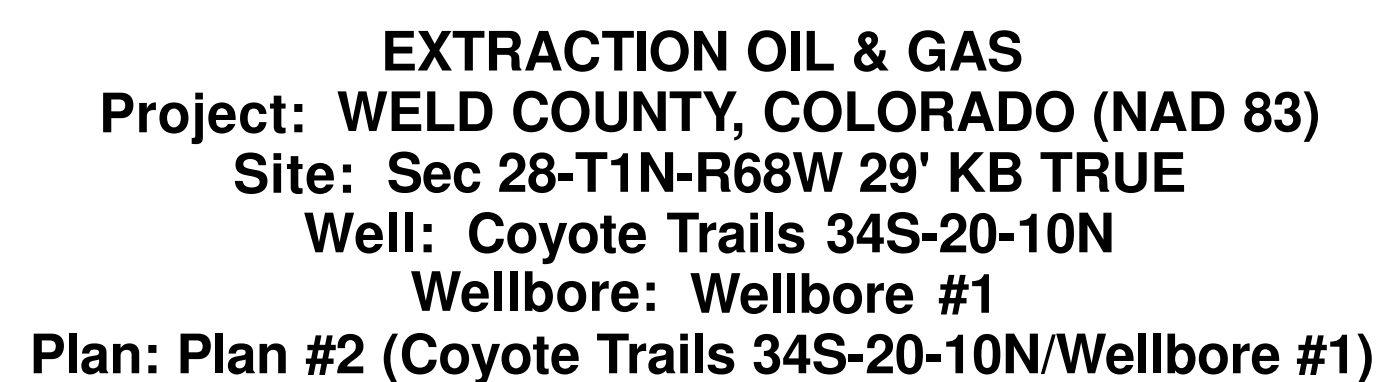 EXTRACTION OIL & GAS
Project: WELD COUNTY, COLORADO (NAD 83)
Site: Sec 28-T1N-R68W 29' KB TRUE
Well: Coyote Trails 34S-20-10N
Wellbore: Wellbore #1
Plan: Plan #2 (Coyote Trails 34S-20-10N/Wellbore #1)